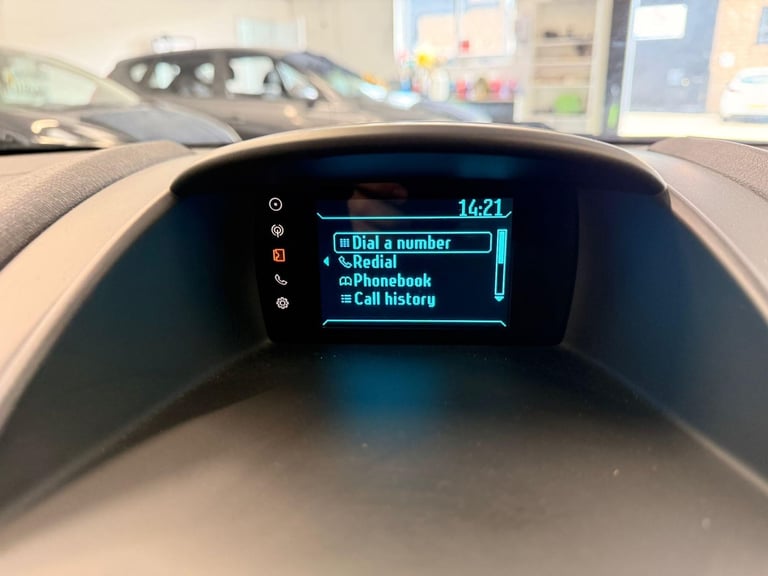 14:21
Dial a number
Redial
Phonebook
Call history